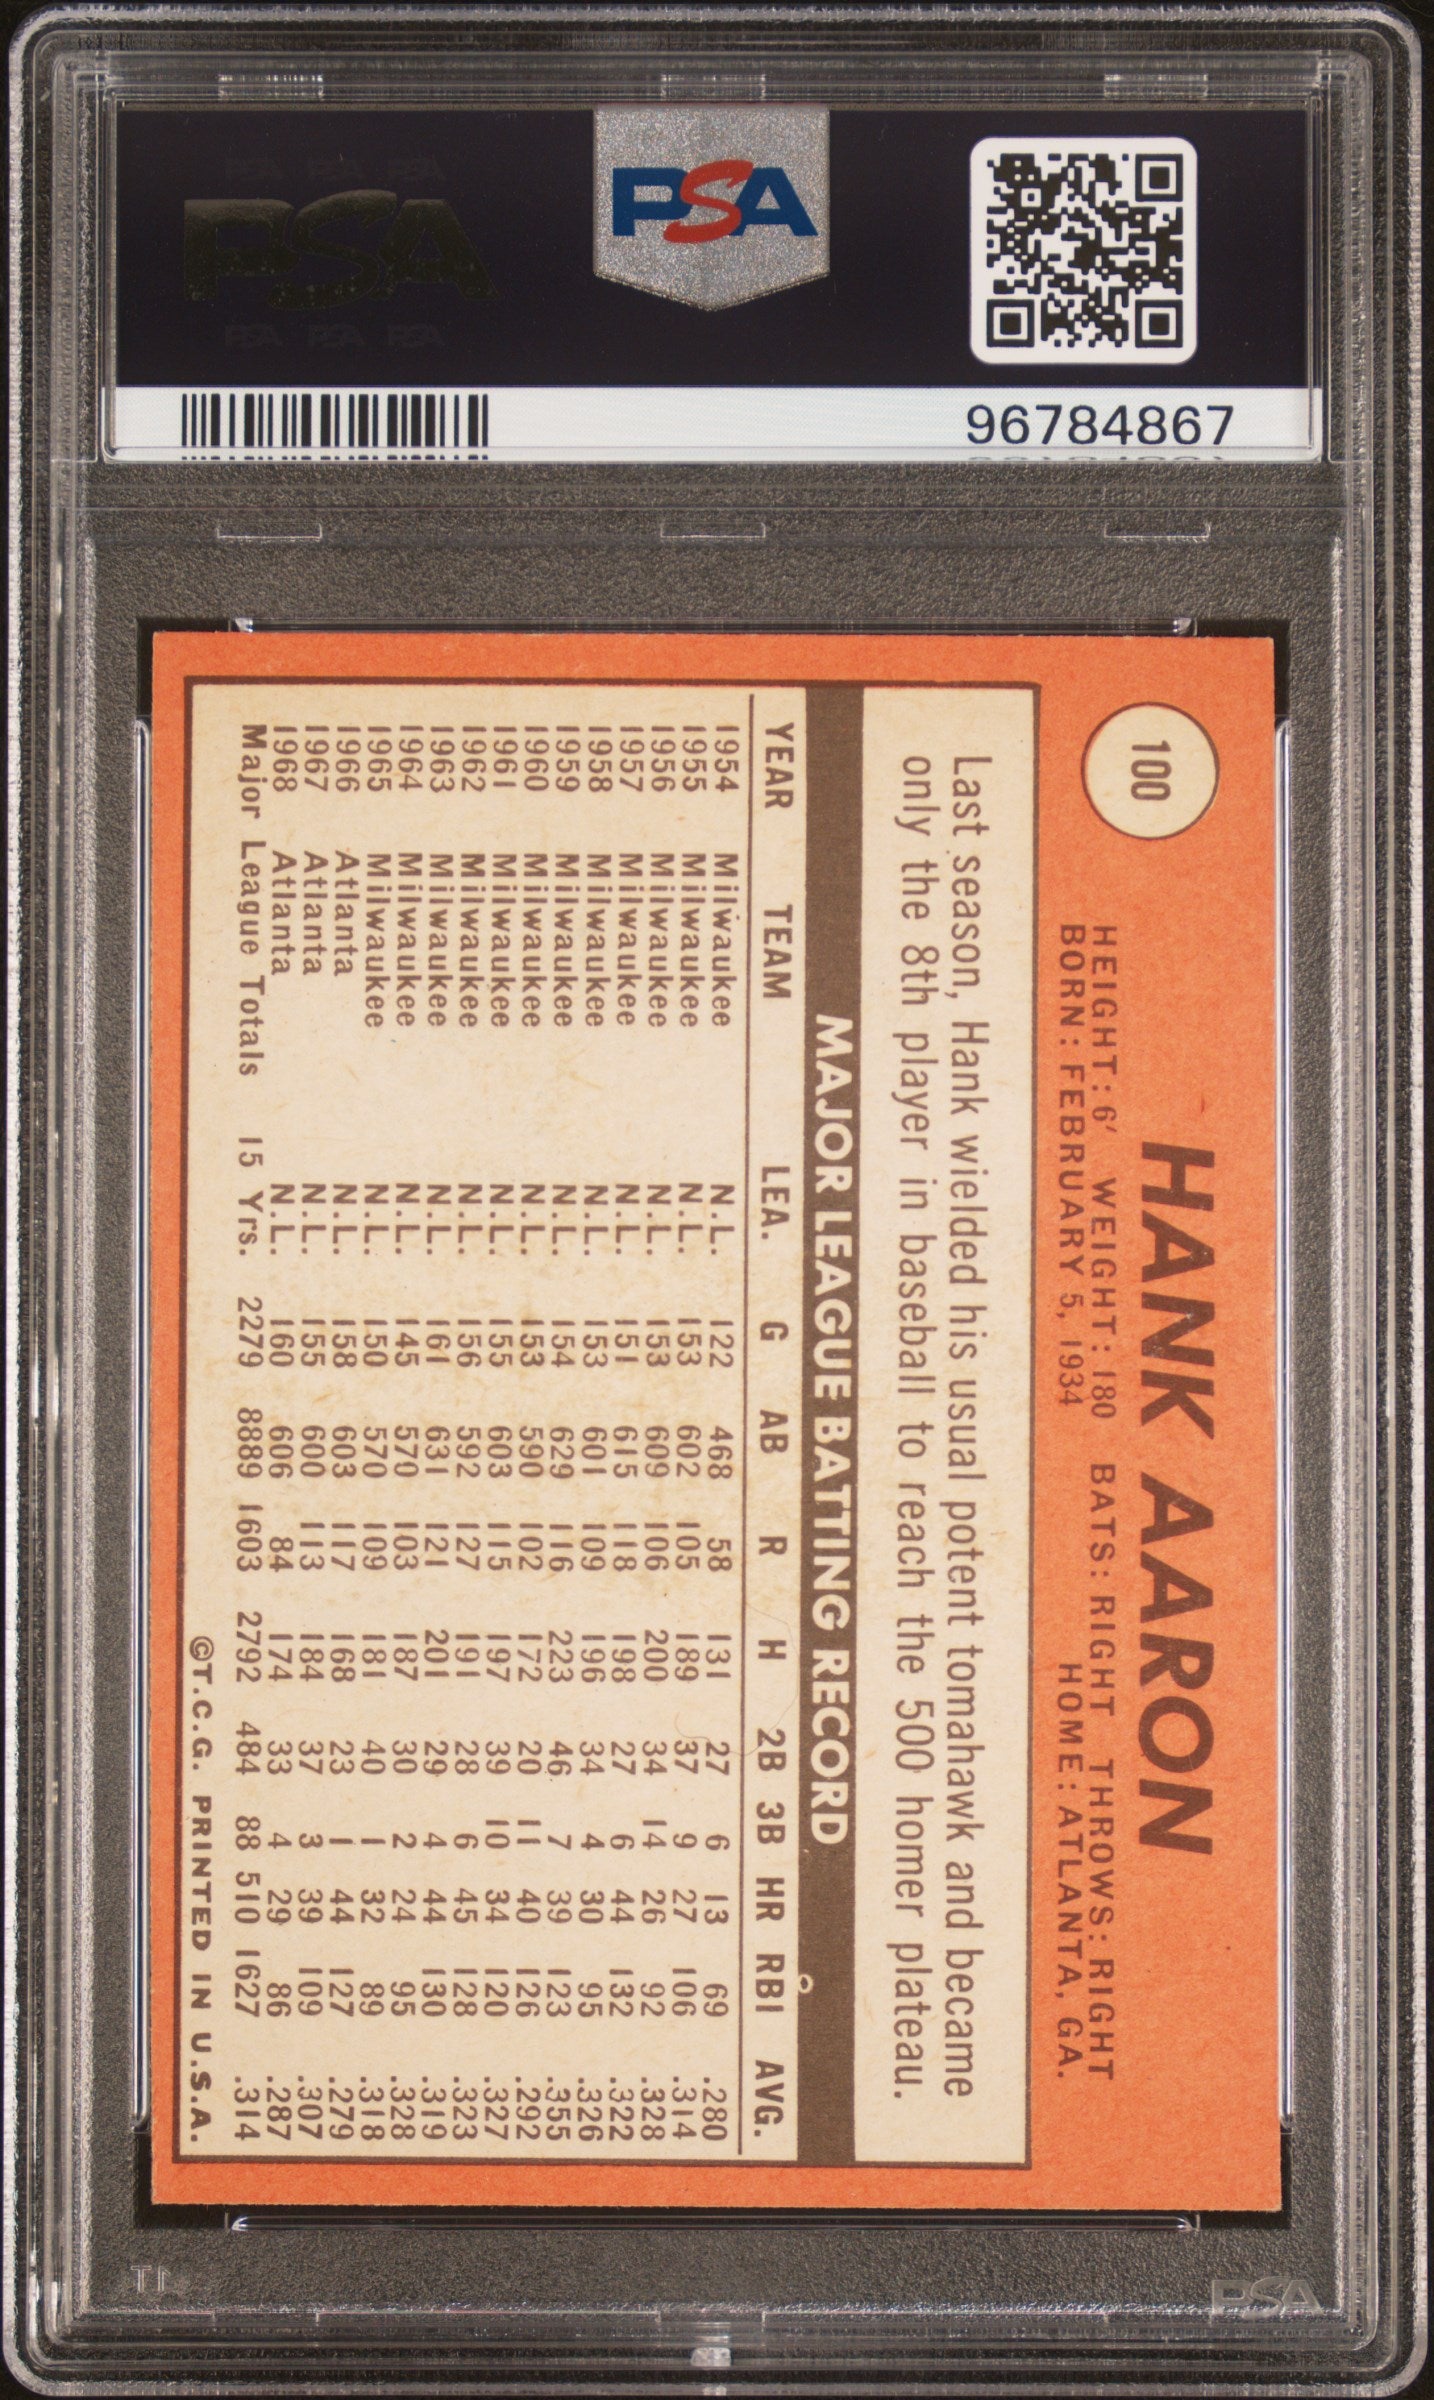 PSA PSA PSA
PSA
PSA PSA PSA
PSA
96784867
100
HANK AARON
HEIGHT: 6' WEIGHT: 180 BATS: RIGHT THROWS: RIGHT
BORN: FEBRUARY 5, 1934 HOME: ATLANTA, GA.
Last season, Hank wielded his usual potent tomahawk and became
only the 8th player in baseball to reach the 500 homer plateau.
MAJOR LEAGUE BATTING RECORD
YEAR TEAM LEA. G AB R H 2B 3B HR RBI AVG.
1954 Milwaukee N.L. 122 468 58 131 27 6 13 69 .280
1955 Milwaukee N.L. 153 602 105 189 37 9 27 106 .314
1956 Milwaukee N.L. 153 609 106 200 34 14 26 92 .328
1957 Milwaukee N.L. 151 615 118 198 27 6 44 132 .322
1958 Milwaukee N.L. 153 601 109 196 34 4 30 95 .326
1959 Milwaukee N.L. 154 629 116 223 46 7 39 123 .355
1960 Milwaukee N.L. 153 590 102 172 20 11 40 126 .292
1961 Milwaukee N.L. 155 603 115 197 39 10 34 120 .327
1962 Milwaukee N.L. 156 592 127 191 28 6 45 128 .323
1963 Milwaukee N.L. 161 631 121 201 29 4 44 130 .319
1964 Milwaukee N.L. 145 570 103 187 30 2 24 95 .328
1965 Milwaukee N.L. 150 570 109 181 40 1 32 89 .318
1966 Atlanta N.L. 158 603 117 168 23 1 44 127 .279
1967 Atlanta N.L. 155 600 113 184 37 3 39 109 .307
1968 Atlanta N.L. 160 606 84 174 33 4 29 86 .287
Major League Totals 15 Yrs. 2279 8889 1603 2792 484 88 510 1627 .314
©T.C.G. PRINTED IN U.S.A.
PSA